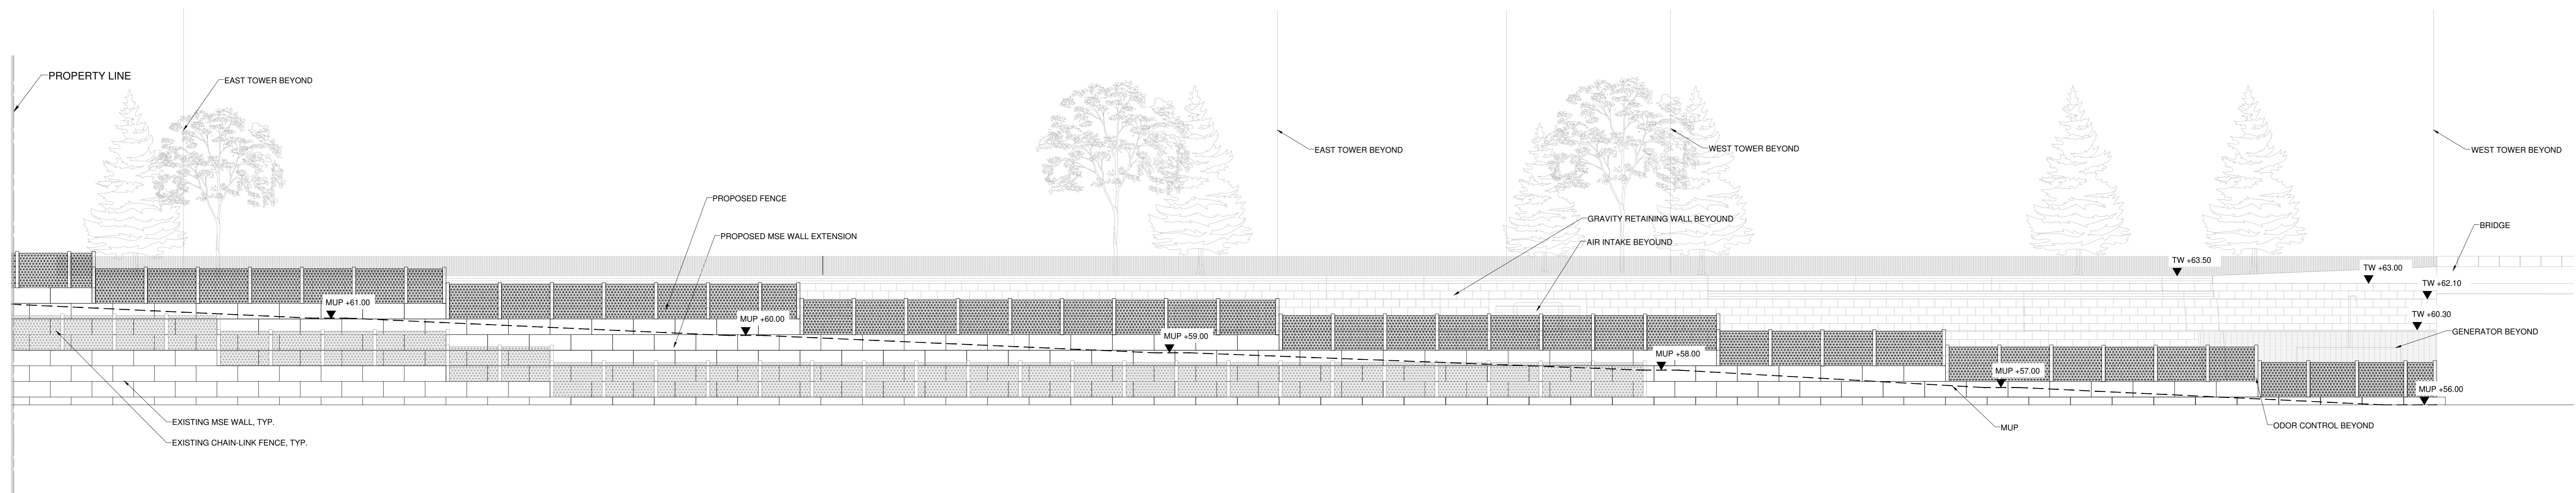 PROPERTY LINE
EAST TOWER BEYOND
EAST TOWER BEYOND
WEST TOWER BEYOND
WEST TOWER BEYOND
PROPOSED FENCE
PROPOSED MSE WALL EXTENSION
GRAVITY RETAINING WALL BEYOUND
AIR INTAKE BEYOUND
BRIDGE
TW +63.50
TW +63.00
TW +62.10
TW +60.30
GENERATOR BEYOND
MUP +61.00
MUP +60.00
MUP +59.00
MUP +58.00
MUP +57.00
MUP +56.00
EXISTING MSE WALL, TYP.
EXISTING CHAIN-LINK FENCE, TYP.
MUP
ODOR CONTROL BEYOND